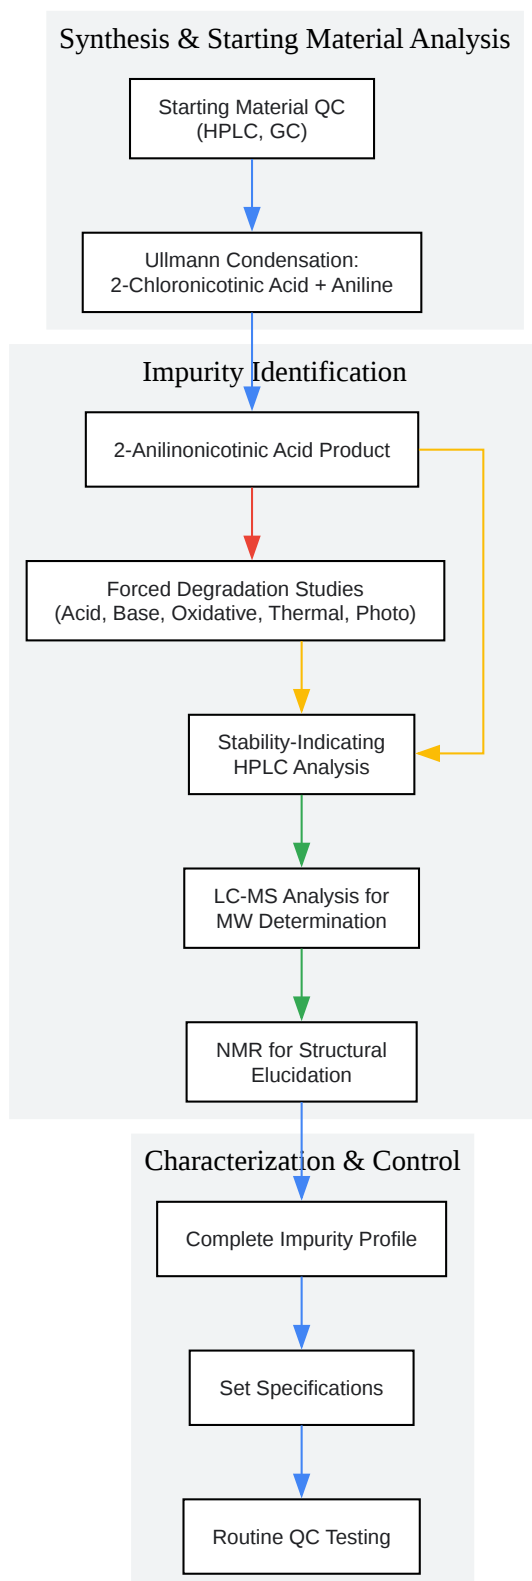 Synthesis & Starting Material Analysis
Starting Material QC
(HPLC, GC)
Ullmann Condensation:
2-Chloronicotinic Acid + Aniline
Impurity Identification
2-Anilinonicotinic Acid Product
Forced Degradation Studies
(Acid, Base, Oxidative, Thermal, Photo)
Stability-Indicating
HPLC Analysis
LC-MS Analysis for
MW Determination
NMR for Structural
Elucidation
Characterization & Control
Complete Impurity Profile
Set Specifications
Routine QC Testing